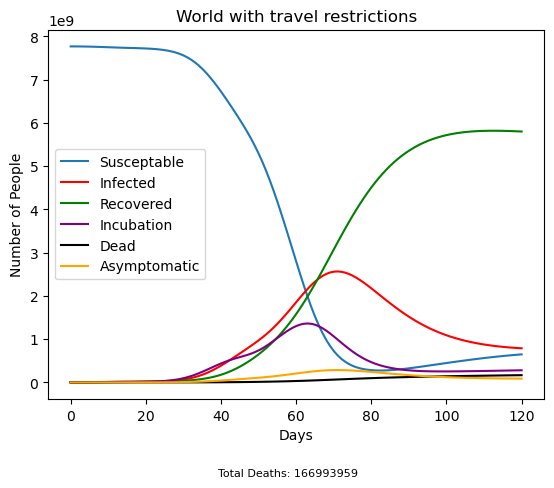 World with travel restrictions
1e9
8
7
6
5
4
3
2
1
0
Number of People
Susceptable
Infected
Recovered
Incubation
Dead
Asymptomatic
0 20 40 60 80 100 120
Days
Total Deaths: 166993959